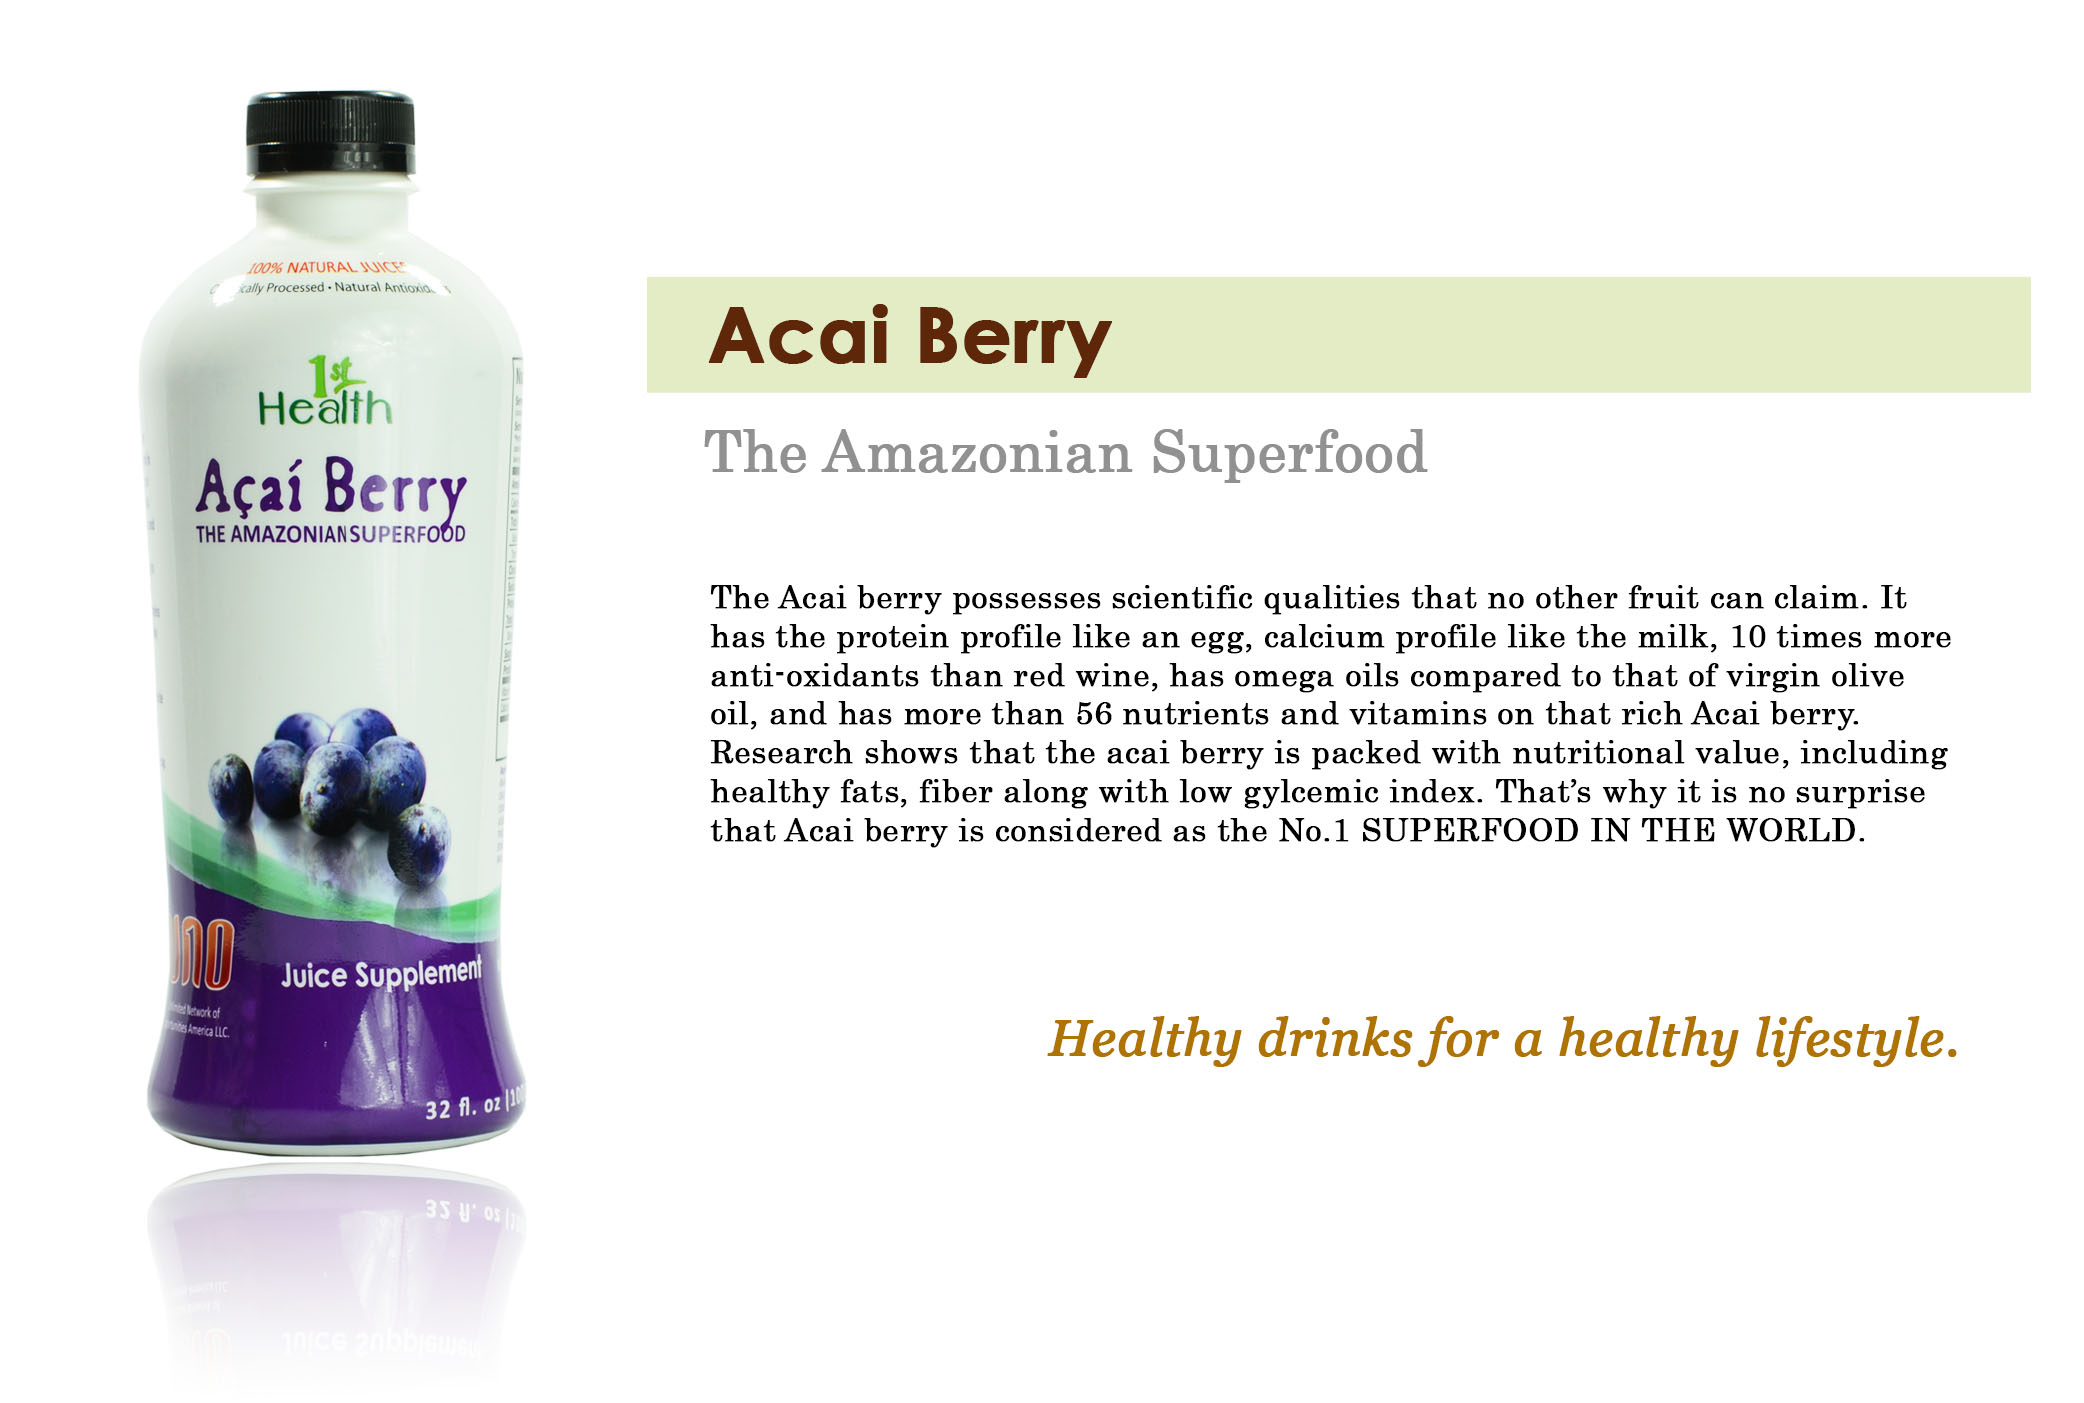 100% NATURAL JUICES
Processed • Natural
1st
Health
Açaí Berry
THE AMAZONIAN SUPERFOOD
Juice Supplement
Network of
America LLC.
32 fl. oz
Acai Berry
The Amazonian Superfood
The Acai berry possesses scientific qualities that no other fruit can claim. It
has the protein profile like an egg, calcium profile like the milk, 10 times more
anti-oxidants than red wine, has omega oils compared to that of virgin olive
oil, and has more than 56 nutrients and vitamins on that rich Acai berry.
Research shows that the acai berry is packed with nutritional value, including
healthy fats, fiber along with low gylcemic index. That’s why it is no surprise
that Acai berry is considered as the No.1 SUPERFOOD IN THE WORLD.
Healthy drinks for a healthy lifestyle.